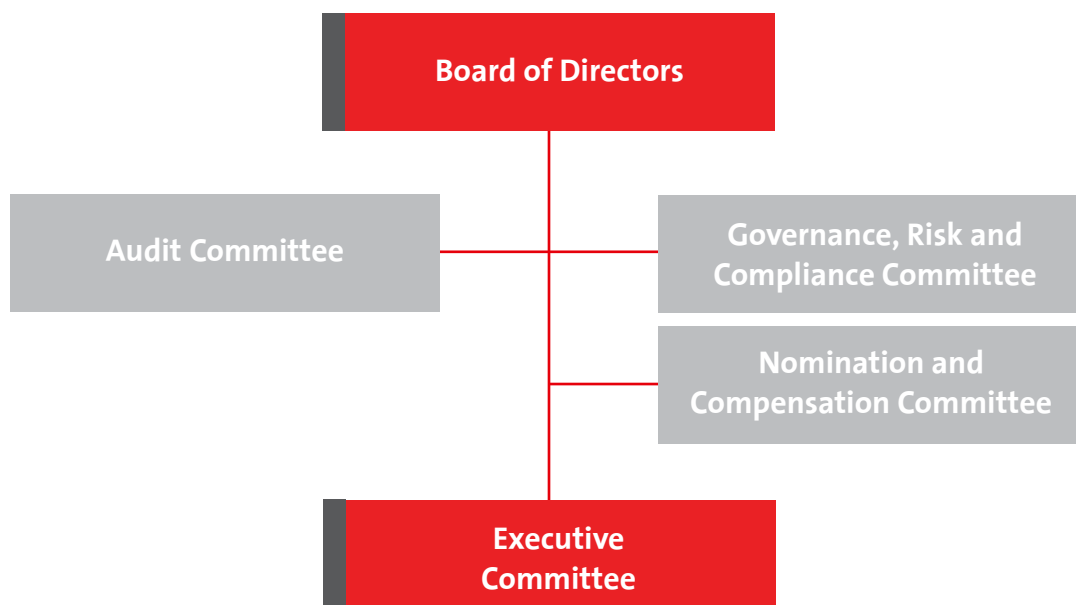 Board of Directors
Audit Committee
Governance, Risk and
Compliance Committee
Nomination and
Compensation Committee
Executive
Committee